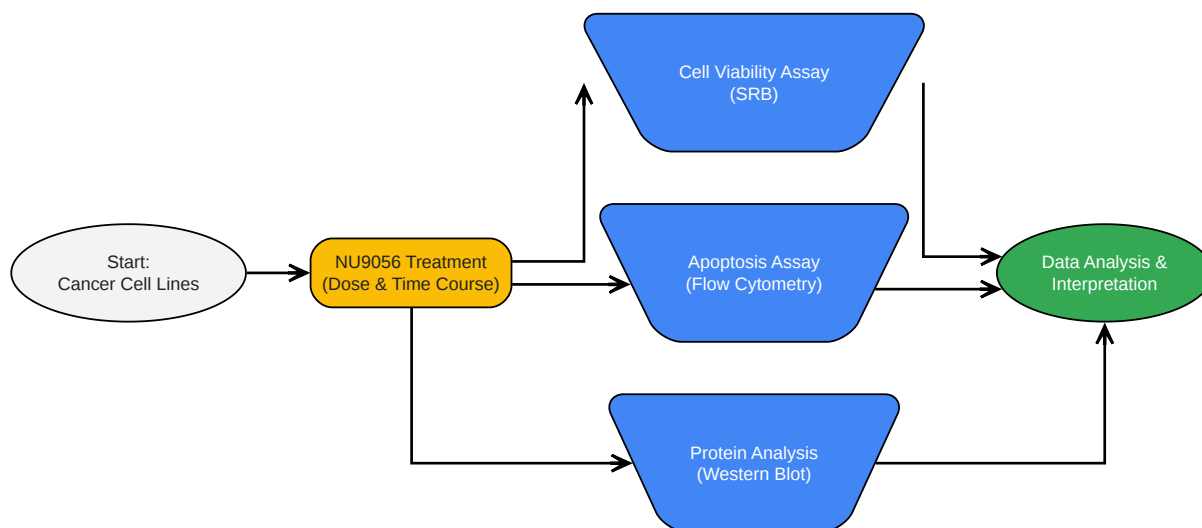 Start:
Cancer Cell Lines
NU9056 Treatment
(Dose & Time Course)
Cell Viability Assay
(SRB)
Apoptosis Assay
(Flow Cytometry)
Protein Analysis
(Western Blot)
Data Analysis &
Interpretation